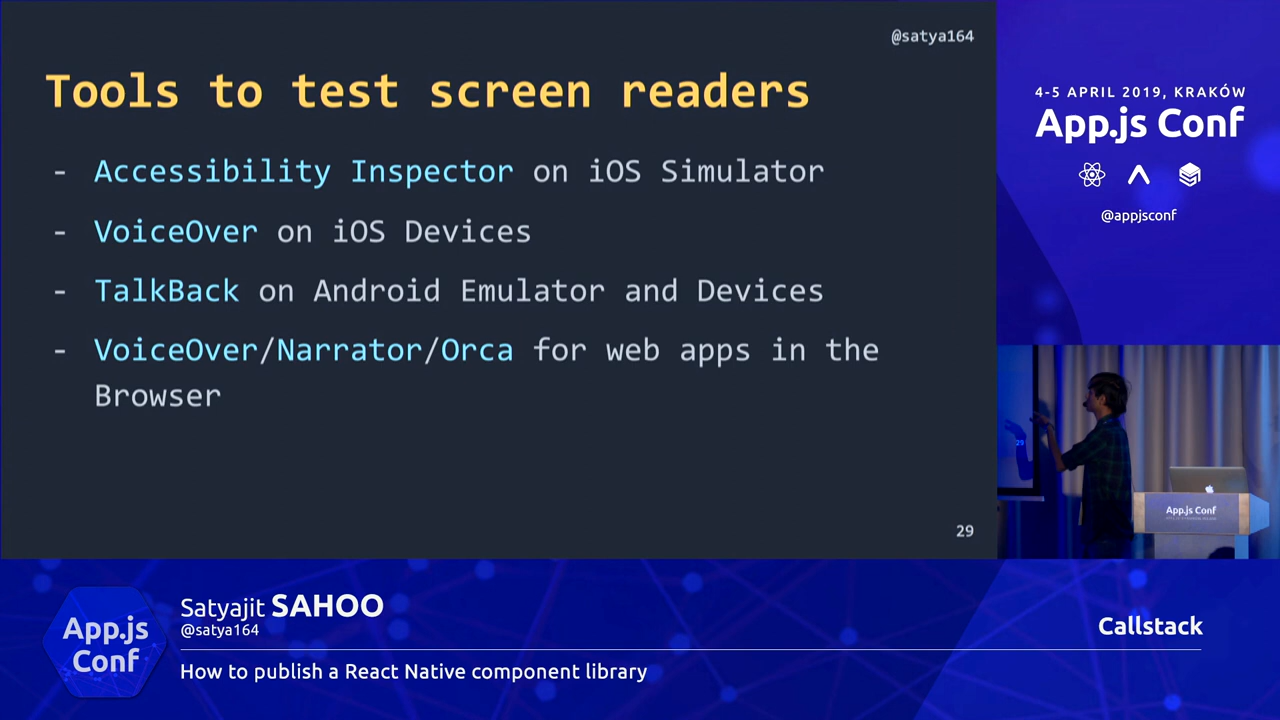 @satya164
Tools to test screen readers
- Accessibility Inspector on iOS Simulator
- VoiceOver on iOS Devices
- TalkBack on Android Emulator and Devices
- VoiceOver/Narrator/Orca for web apps in the
Browser
29
4-5 APRIL 2019, KRAKÓW
App.js Conf
@appjsconf
29
App.js Conf
App.js
Conf
Satyajit SAHOO
@satya164
How to publish a React Native component library
Callstack